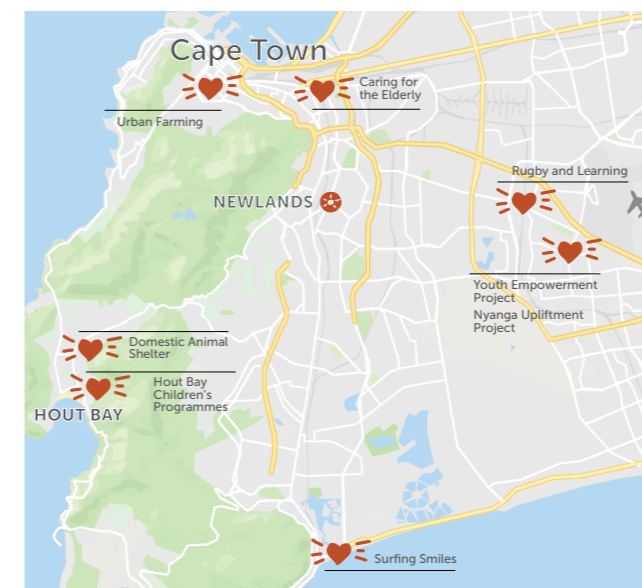 Cape Town
Caring for
the Elderly
Urban Farming
Rugby and Learning
NEWLANDS
Youth Empowerment
Project
Nyanga Upliftment
Project
Domestic Animal
Shelter
Hout Bay
Children's
Programmes
HOUT BAY
Surfing Smiles